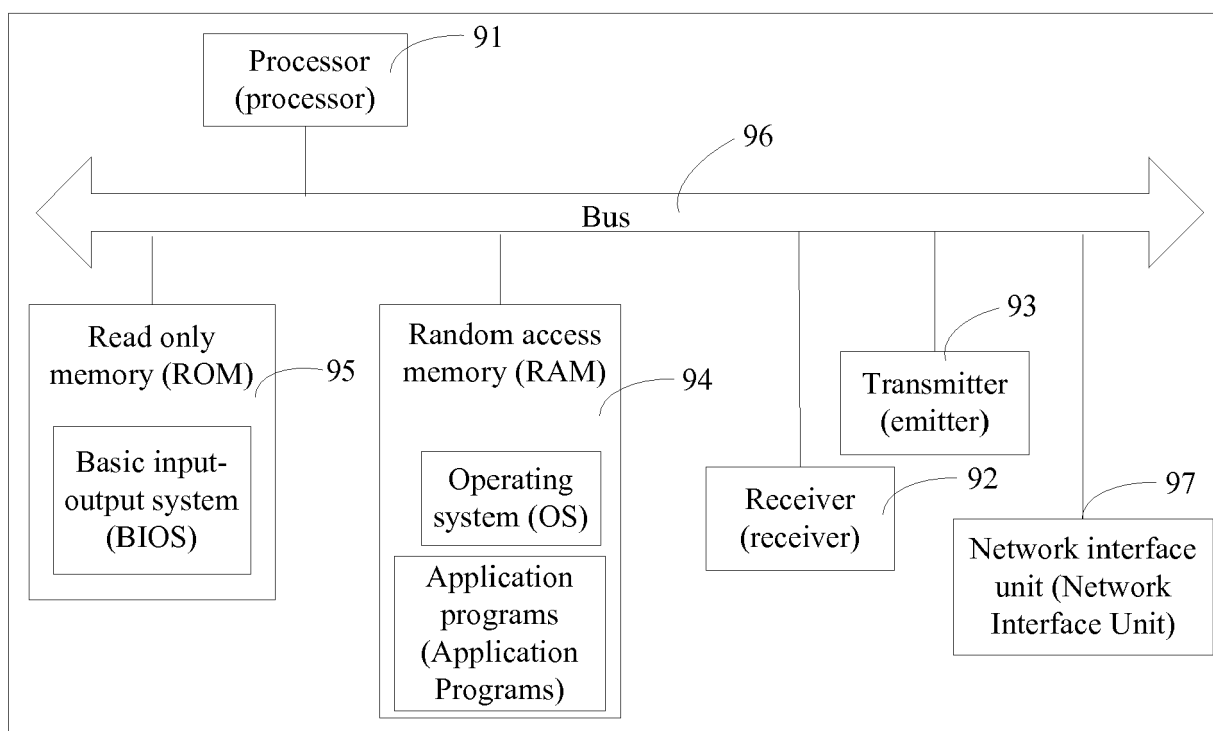 91
Processor
(processor)
96
Bus
Read only
memory (ROM)
95
Basic input-
output system
(BIOS)
Random access
memory (RAM)
94
Operating
system (OS)
Application
programs
(Application
Programs)
93
Transmitter
(emitter)
92
Receiver
(receiver)
97
Network interface
unit (Network
Interface Unit)